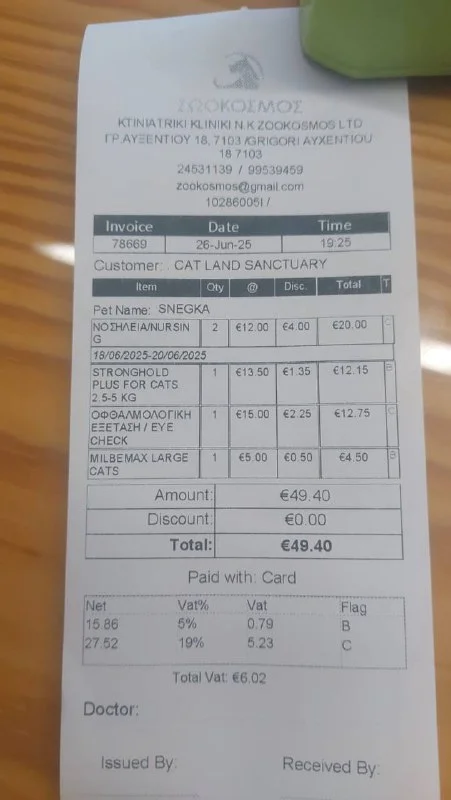 ΖΩΟΚΟΣΜΟΣ
KTINIATRIKI KLINIKI N.K ZOOKOSMOS LTD
ΓΡ.ΑΥΞΕΝΤΙΟΥ 18, 7103 /GRIGORI AYXENTIOU
18 7103
24531139 / 99539459
zookosmos@gmail.com
10286005I /
Invoice Date Time
78669 26-Jun-25 19:25
Customer: CAT LAND SANCTUARY
Item Qty @ Disc. Total T
Pet Name: SNEGKA
ΝΟΣΗΛΕΙΑ/NURSIN 2 €12.00 €4.00 €20.00 C
G
18/06/2025-20/06/2025
STRONGHOLD 1 €13.50 €1.35 €12.15 B
PLUS FOR CATS
2.5-5 KG
ΟΦΘΑΛΜΟΛΟΓΙΚΗ 1 €15.00 €2.25 €12.75 C
ΕΞΕΤΑΣΗ / EYE
CHECK
MILBEMAX LARGE 1 €5.00 €0.50 €4.50 B
CATS
Amount: €49.40
Discount: €0.00
Total: €49.40
Paid with: Card
Net Vat% Vat Flag
15.86 5% 0.79 B
27.52 19% 5.23 C
Total Vat: €6.02
Doctor:
Issued By: Received By: